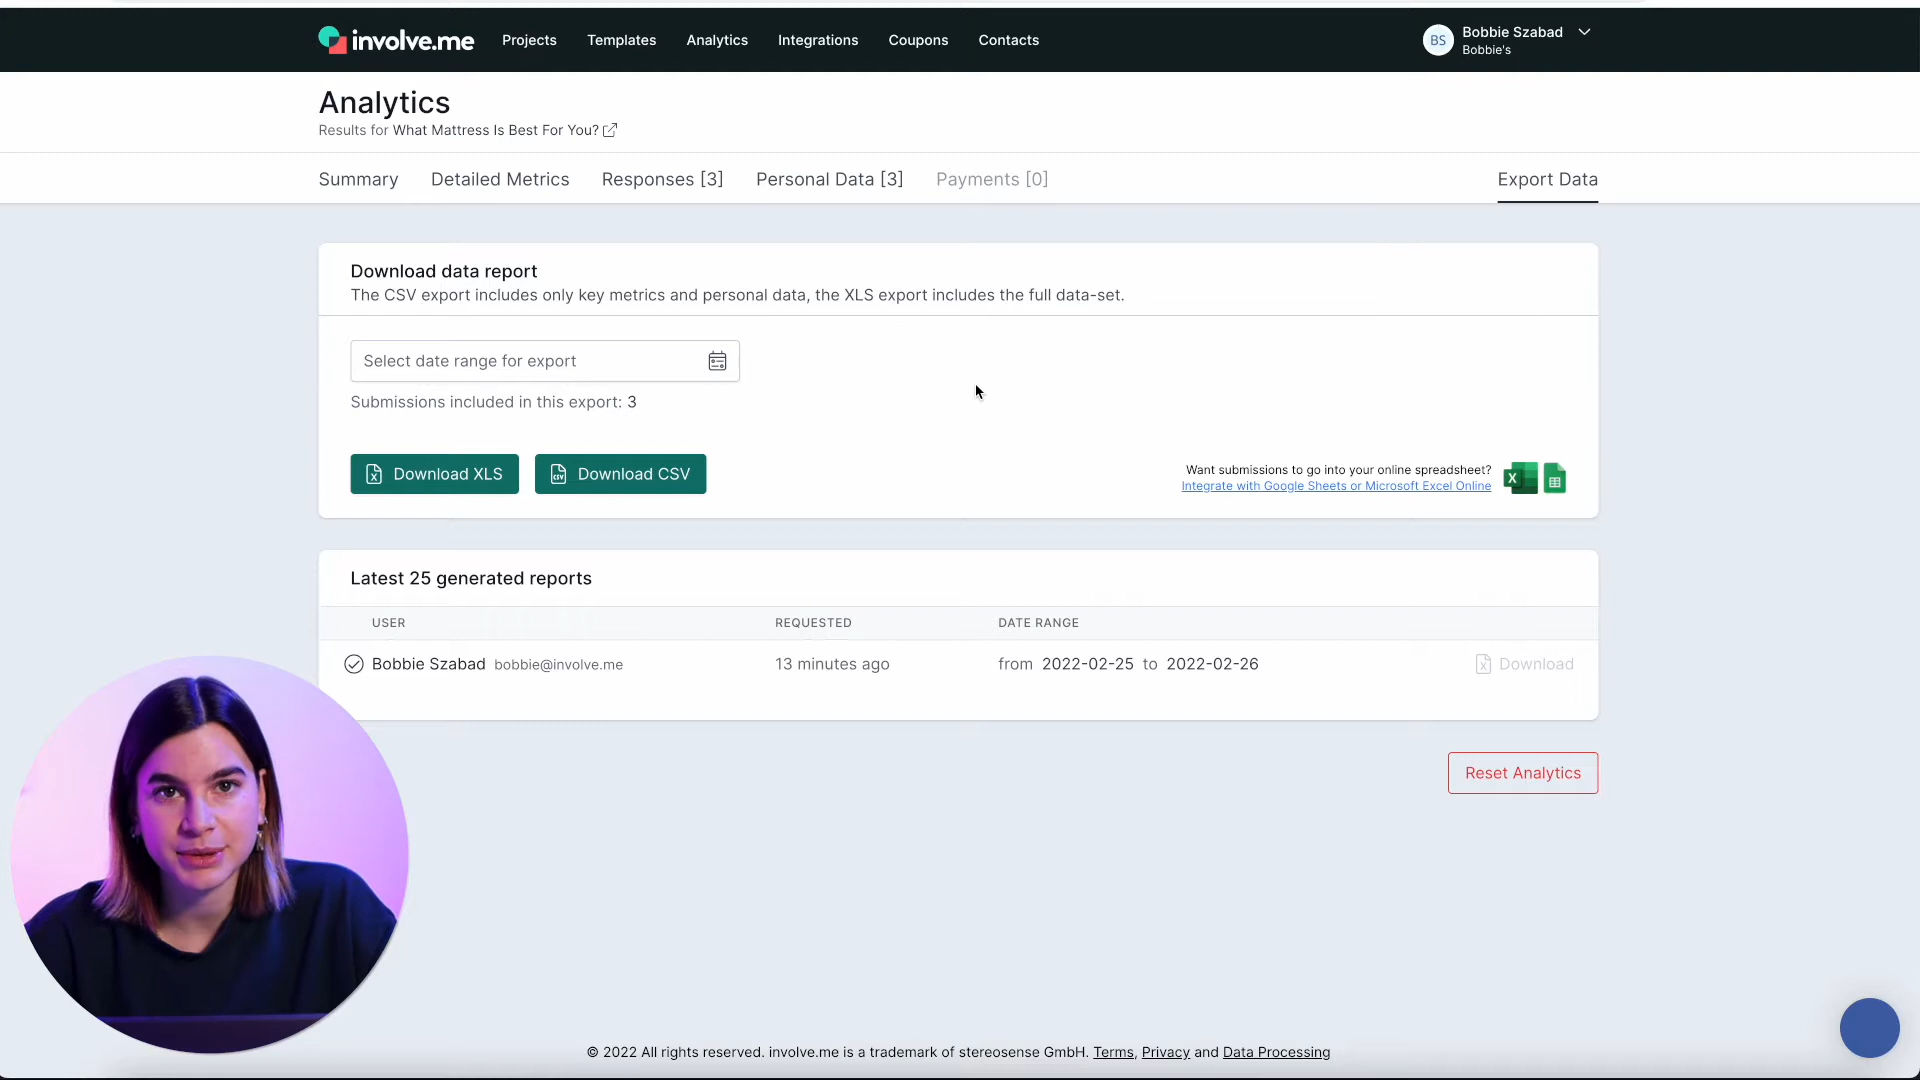 involve.me Projects Templates Analytics Integrations Coupons Contacts BS Bobbie Szabad
Bobbie's
Analytics
Results for What Mattress Is Best For You?
Summary Detailed Metrics Responses [3] Personal Data [3] Payments [0] Export Data
Download data report
The CSV export includes only key metrics and personal data, the XLS export includes the full data-set.
Select date range for export
Submissions included in this export: 3
Download XLS Download CSV
Want submissions to go into your online spreadsheet?
Integrate with Google Sheets or Microsoft Excel Online
Latest 25 generated reports
USER REQUESTED DATE RANGE
Bobbie Szabad bobbie@involve.me 13 minutes ago from 2022-02-25 to 2022-02-26 Download
Reset Analytics
© 2022 All rights reserved. involve.me is a trademark of stereosense GmbH. Terms, Privacy and Data Processing